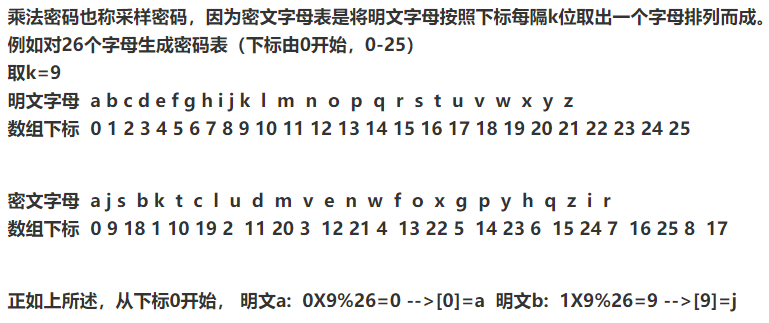 乘法密码也称采样密码，因为密文字母表是将明文字母按照下标每隔k位取出一个字母排列而成。
例如对26个字母生成密码表（下标由0开始，0-25）
取k=9
明文字母 a b c d e f g h i j k l m n o p q r s t u v w x y z
数组下标 0 1 2 3 4 5 6 7 8 9 10 11 12 13 14 15 16 17 18 19 20 21 22 23 24 25
密文字母 a j s b k t c l u d m v e n w f o x g p y h q z i r
数组下标 0 9 18 1 10 19 2 11 20 3 12 21 4 13 22 5 14 23 6 15 24 7 16 25 8 17
正如上所述，从下标0开始， 明文a: 0X9%26=0 -->[0]=a 明文b: 1X9%26=9 -->[9]=j